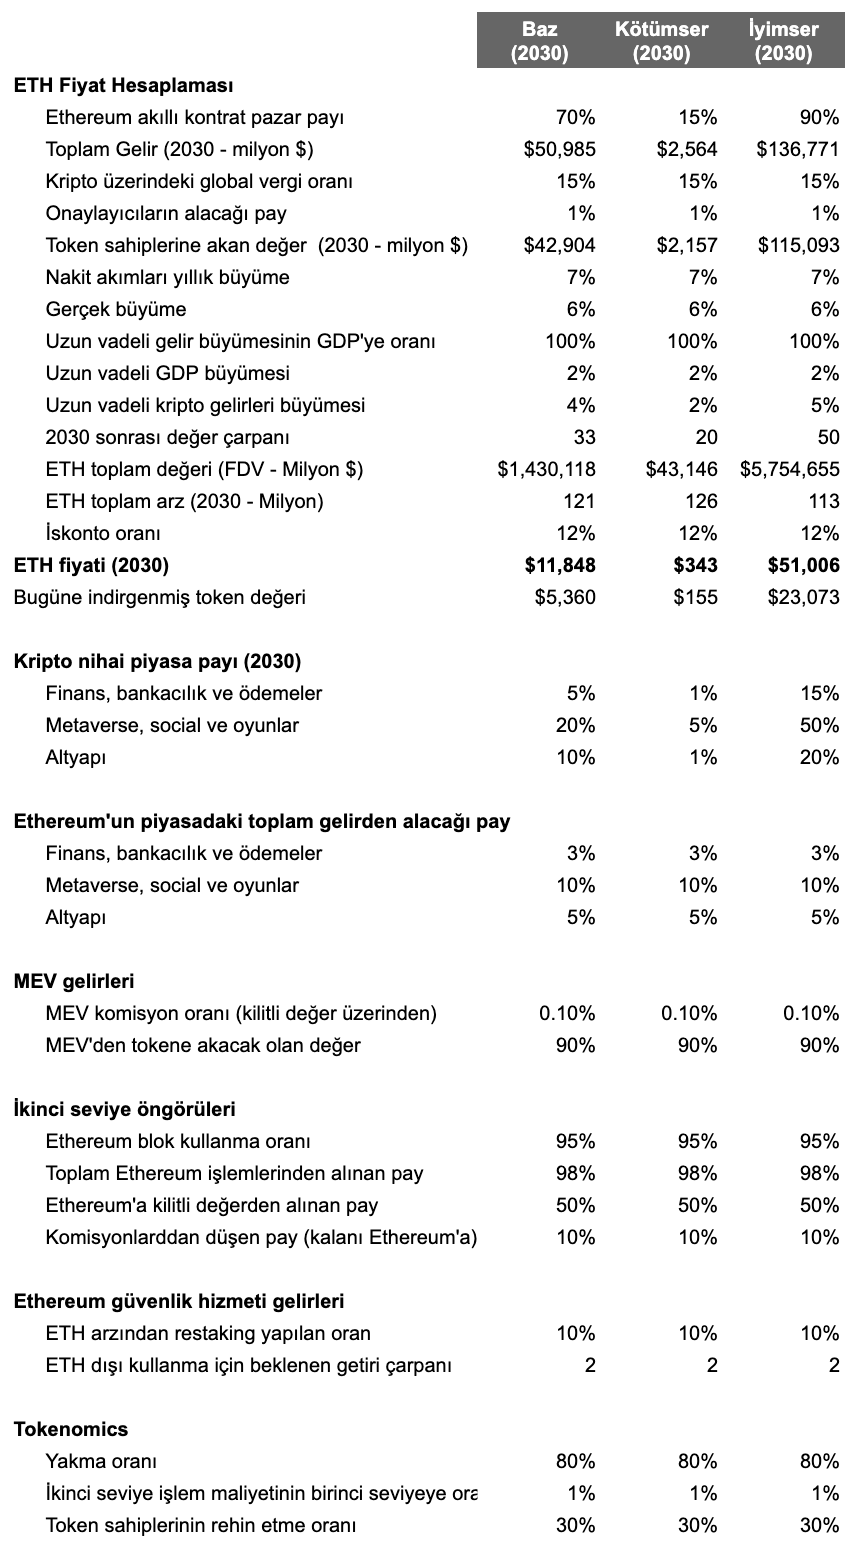 Baz Kötümser İyimser
(2030) (2030) (2030)
ETH Fiyat Hesaplaması
Ethereum akıllı kontrat pazar payı 70% 15% 90%
Toplam Gelir (2030 - milyon $) $50,985 $2,564 $136,771
Kripto üzerindeki global vergi oranı 15% 15% 15%
Onaylayıcıların alacağı pay 1% 1% 1%
Token sahiplerine akan değer (2030 - milyon $) $42,904 $2,157 $115,093
Nakit akımları yıllık büyüme 7% 7% 7%
Gerçek büyüme 6% 6% 6%
Uzun vadeli gelir büyümesinin GDP'ye oranı 100% 100% 100%
Uzun vadeli GDP büyümesi 2% 2% 2%
Uzun vadeli kripto gelirleri büyümesi 4% 2% 5%
2030 sonrası değer çarpanı 33 20 50
ETH toplam değeri (FDV - Milyon $) $1,430,118 $43,146 $5,754,655
ETH toplam arz (2030 - Milyon) 121 126 113
İskonto oranı 12% 12% 12%
ETH fiyati (2030) $11,848 $343 $51,006
Bugüne indirgenmiş token değeri $5,360 $155 $23,073
Kripto nihai piyasa payı (2030)
Finans, bankacılık ve ödemeler 5% 1% 15%
Metaverse, social ve oyunlar 20% 5% 50%
Altyapı 10% 1% 20%
Ethereum'un piyasadaki toplam gelirden alacağı pay
Finans, bankacılık ve ödemeler 3% 3% 3%
Metaverse, social ve oyunlar 10% 10% 10%
Altyapı 5% 5% 5%
MEV gelirleri
MEV komisyon oranı (kilitli değer üzerinden) 0.10% 0.10% 0.10%
MEV'den tokene akacak olan değer 90% 90% 90%
İkinci seviye öngörüleri
Ethereum blok kullanma oranı 95% 95% 95%
Toplam Ethereum işlemlerinden alınan pay 98% 98% 98%
Ethereum'a kilitli değerden alınan pay 50% 50% 50%
Komisyonlarddan düşen pay (kalanı Ethereum'a) 10% 10% 10%
Ethereum güvenlik hizmeti gelirleri
ETH arzından restaking yapılan oran 10% 10% 10%
ETH dışı kullanma için beklenen getiri çarpanı 2 2 2
Tokenomics
Yakma oranı 80% 80% 80%
İkinci seviye işlem maliyetinin birinci seviyeye ora 1% 1% 1%
Token sahiplerinin rehin etme oranı 30% 30% 30%